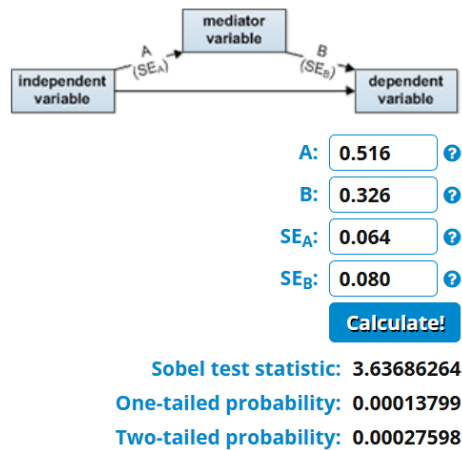 mediator
variable
A
(SEA)
B
(SEB)
independent
variable
dependent
variable
A: 0.516 ?
B: 0.326 ?
SEA: 0.064 ?
SEB: 0.080 ?
Calculate!
Sobel test statistic: 3.63686264
One-tailed probability: 0.00013799
Two-tailed probability: 0.00027598